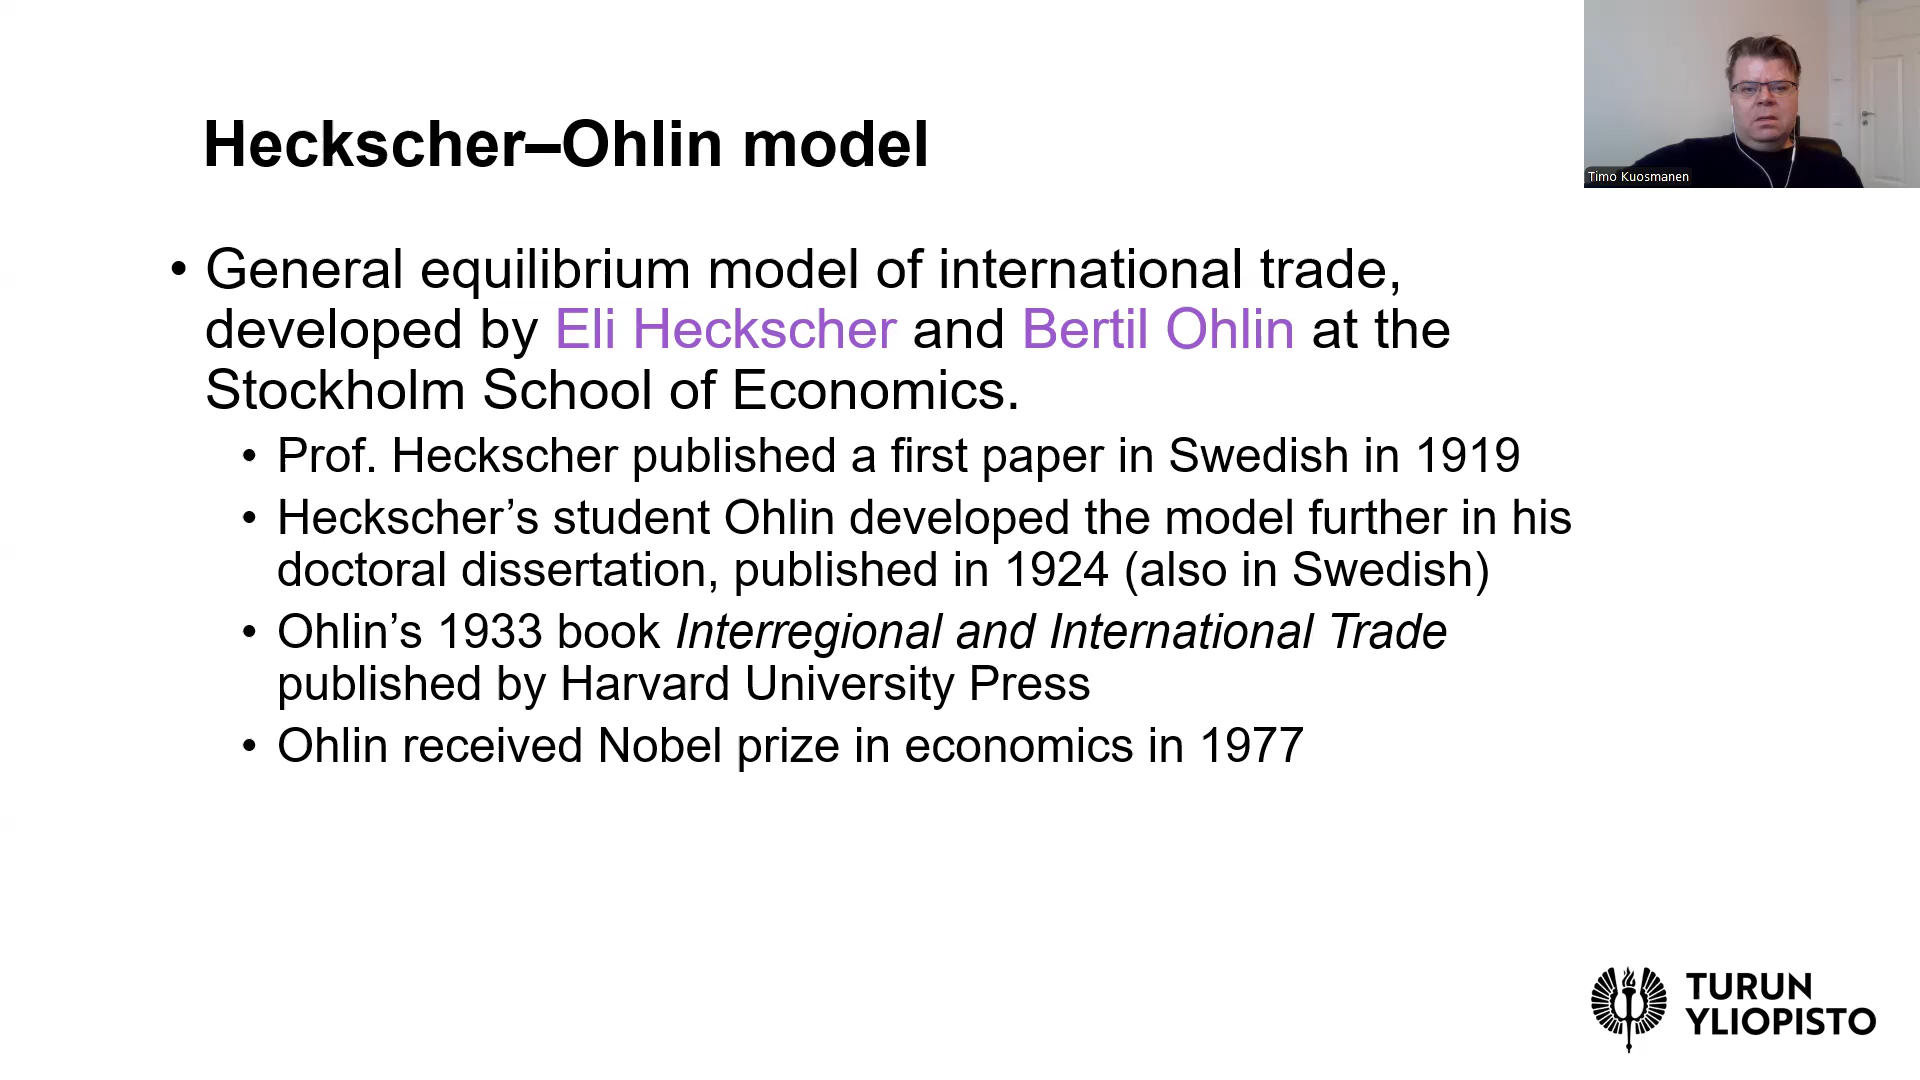 Heckscher–Ohlin model
Timo Kuosmanen
• General equilibrium model of international trade,
developed by Eli Heckscher and Bertil Ohlin at the
Stockholm School of Economics.
• Prof. Heckscher published a first paper in Swedish in 1919
• Heckscher’s student Ohlin developed the model further in his
doctoral dissertation, published in 1924 (also in Swedish)
• Ohlin’s 1933 book Interregional and International Trade
published by Harvard University Press
• Ohlin received Nobel prize in economics in 1977
TURUN
YLIOPISTO